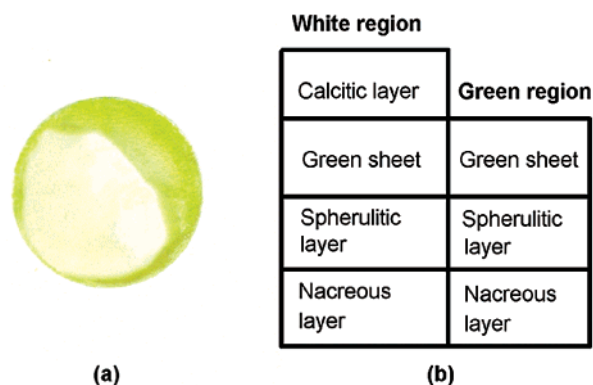 White region
Calcitic layer
Green region
Green sheet
Green sheet
Spherulitic
layer
Spherulitic
layer
Nacreous
layer
Nacreous
layer
(a)
(b)